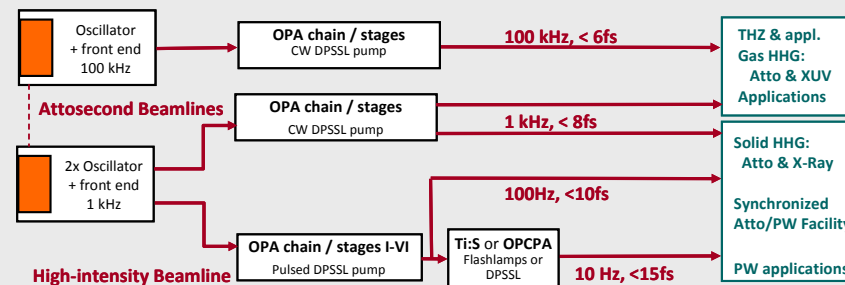 Oscillator
+ front end
100 kHz
OPA chain / stages
CW DPSSL pump
100 kHz, < 6fs
THZ & appl.
Gas HHG:
Atto & XUV
Applications
Attosecond Beamlines
OPA chain / stages
CW DPSSL pump
1 kHz, < 8fs
2x Oscillator
+ front end
1 kHz
Solid HHG:
Atto & X-Ray
100Hz, <10fs
Synchronized
Atto/PW Facility
OPA chain / stages I-VI
Pulsed DPSSL pump
Ti:S or OPCPA
Flashlamps or
DPSSL
10 Hz, <15fs
PW applications
High-intensity Beamline